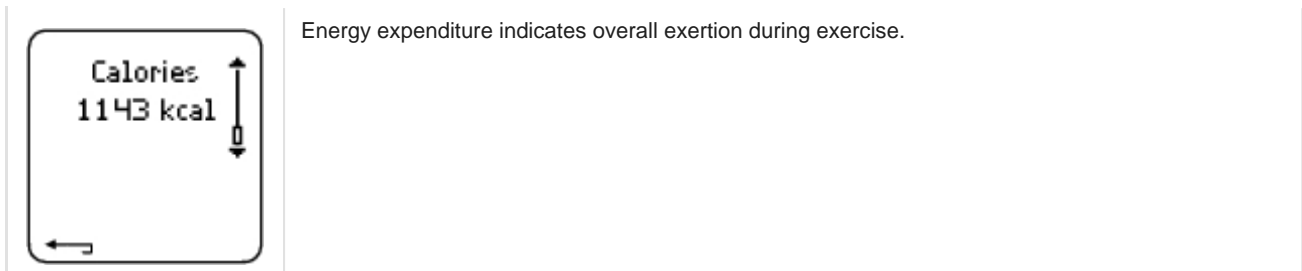 Calories
1143 kcal
Energy expenditure indicates overall exertion during exercise.